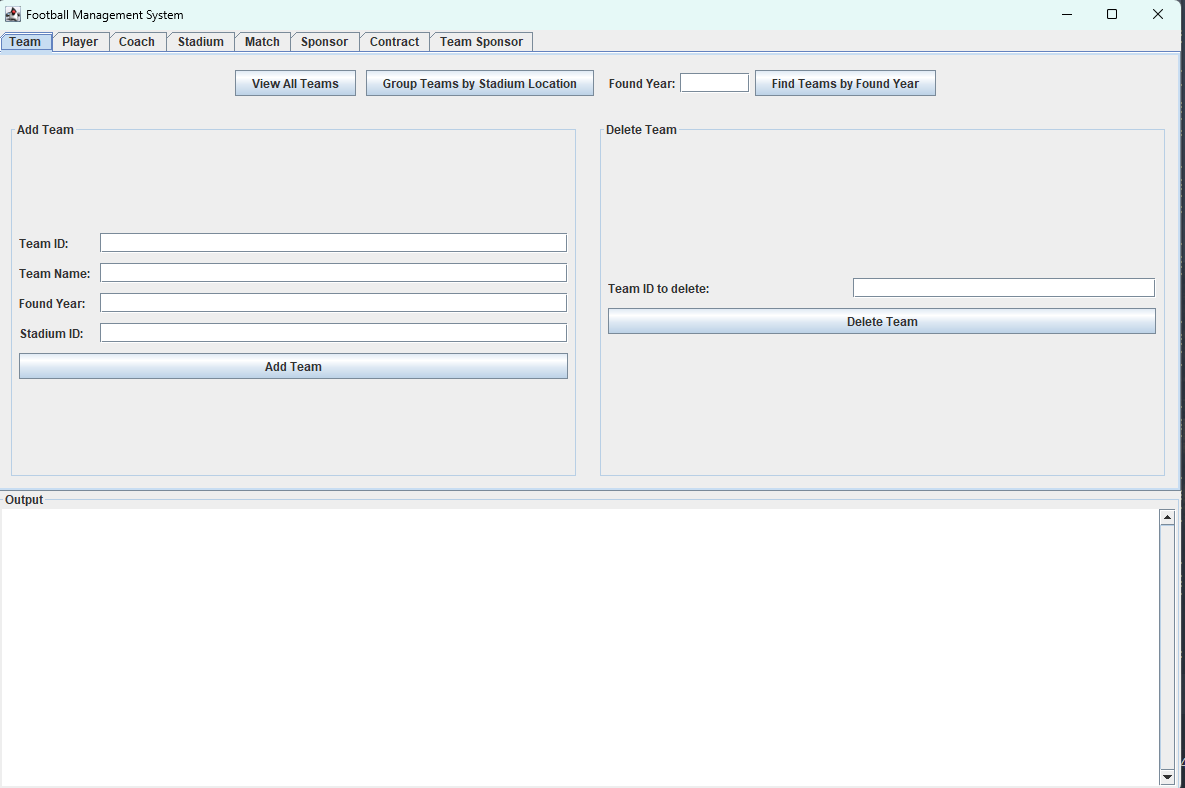 Football Management System
Team Player Coach Stadium Match Sponsor Contract Team Sponsor
View All Teams Group Teams by Stadium Location Found Year: Find Teams by Found Year
Add Team
Team ID:
Team Name:
Found Year:
Stadium ID:
Add Team
Delete Team
Team ID to delete:
Delete Team
Output